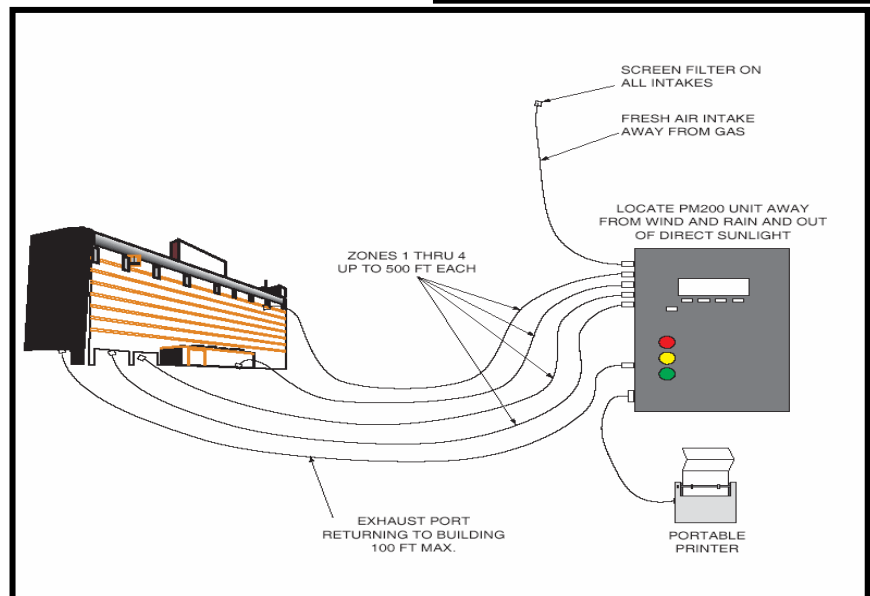 SCREEN FILTER ON
ALL INTAKES
FRESH AIR INTAKE
AWAY FROM GAS
LOCATE PM200 UNIT AWAY
FROM WIND AND RAIN AND OUT
OF DIRECT SUNLIGHT
ZONES 1 THRU 4
UP TO 500 FT EACH
EXHAUST PORT
RETURNING TO BUILDING
100 FT MAX.
PORTABLE
PRINTER